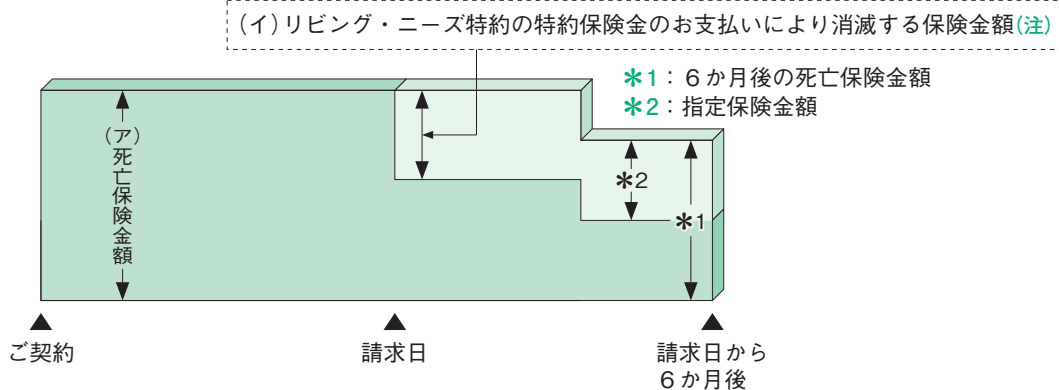 (イ)リビング・ニーズ特約の特約保険金のお支払いにより消滅する保険金額(注)
＊1：６か月後の死亡保険金額
＊2：指定保険金額
(ア)死亡保険金額
＊2
＊1
▲
▲
▲
ご契約
請求日
請求日から
６か月後